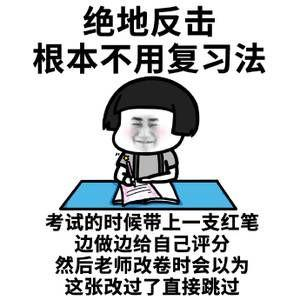 绝地反击
根本不用复习法
考试的时候带上一支红笔
边做边给自己评分
然后老师改卷时会以为
这张改过了直接跳过